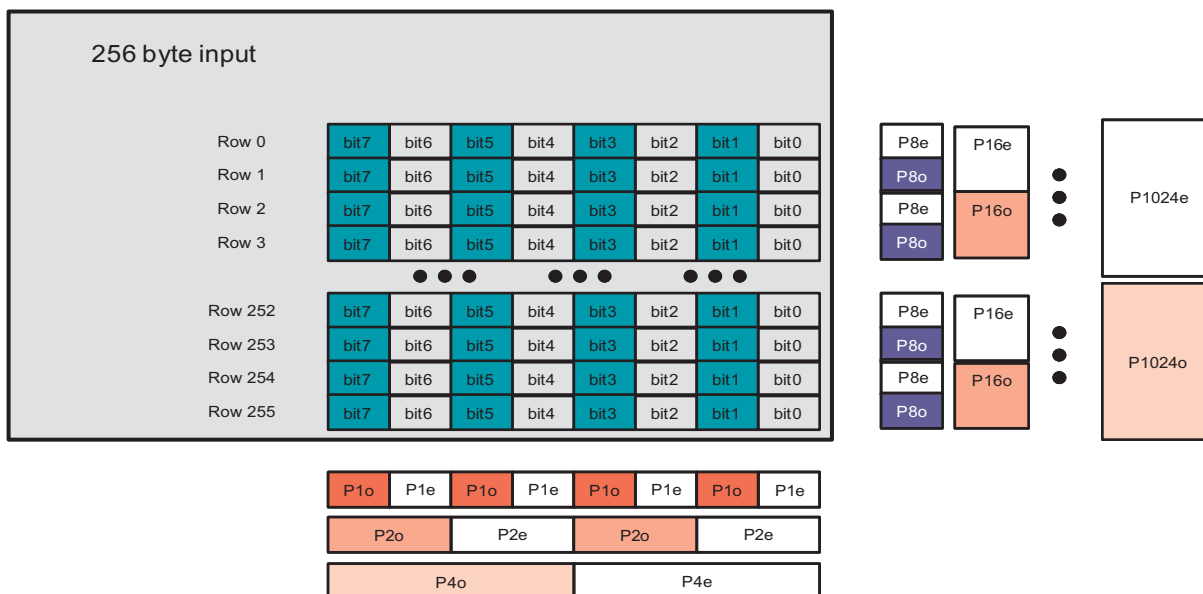 256 byte input
Row 0 bit7 bit6 bit5 bit4 bit3 bit2 bit1 bit0 P8e P16e P1024e
Row 1 bit7 bit6 bit5 bit4 bit3 bit2 bit1 bit0 P8o
Row 2 bit7 bit6 bit5 bit4 bit3 bit2 bit1 bit0 P8e P16o
Row 3 bit7 bit6 bit5 bit4 bit3 bit2 bit1 bit0 P8o
Row 252 bit7 bit6 bit5 bit4 bit3 bit2 bit1 bit0 P8e P16e P1024o
Row 253 bit7 bit6 bit5 bit4 bit3 bit2 bit1 bit0 P8o
Row 254 bit7 bit6 bit5 bit4 bit3 bit2 bit1 bit0 P8e P16o
Row 255 bit7 bit6 bit5 bit4 bit3 bit2 bit1 bit0 P8o
P1o P1e P1o P1e P1o P1e P1o P1e
P2o P2e P2o P2e
P4o P4e